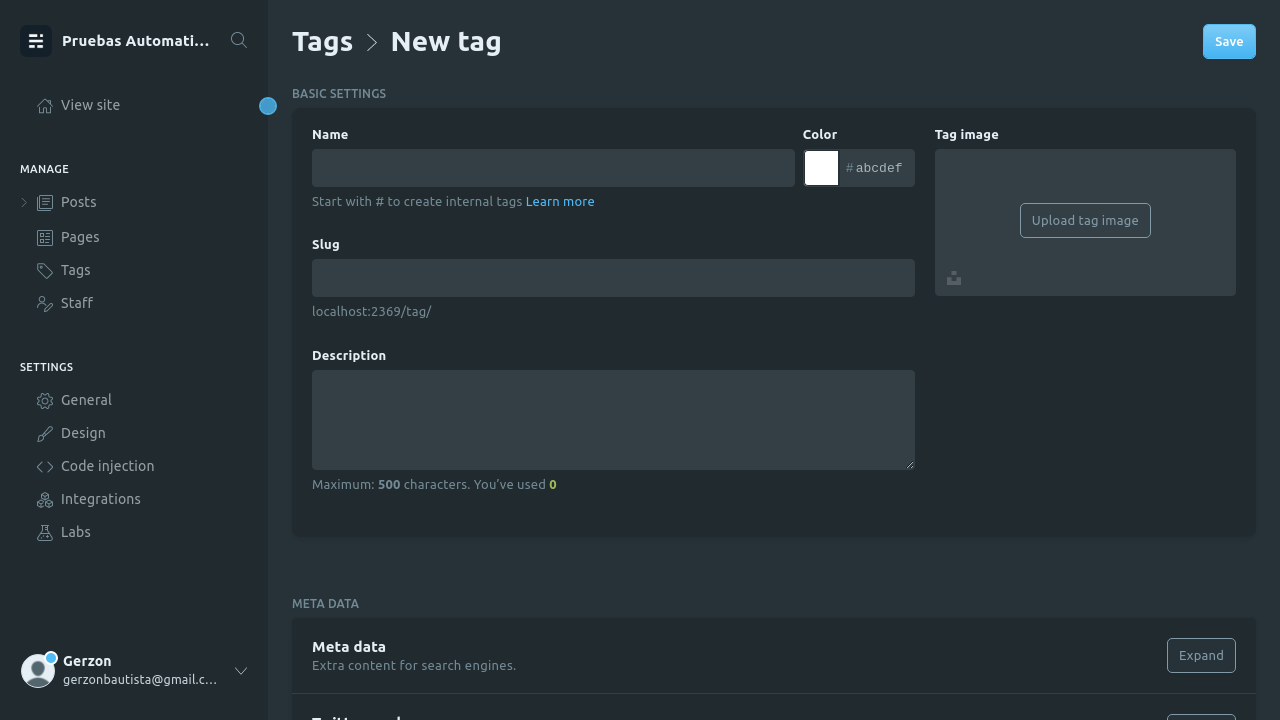 Pruebas Automati...
View site
MANAGE
Posts
Pages
Tags
Staff
SETTINGS
General
Design
Code injection
Integrations
Labs
Gerzon
gerzonbautista@gmail.c...
Tags > New tag
Save
BASIC SETTINGS
Name
Start with # to create internal tags Learn more
Color
# abcdef
Slug
localhost:2369/tag/
Description
Maximum: 500 characters. You’ve used 0
Tag image
Upload tag image
META DATA
Meta data
Extra content for search engines.
Expand